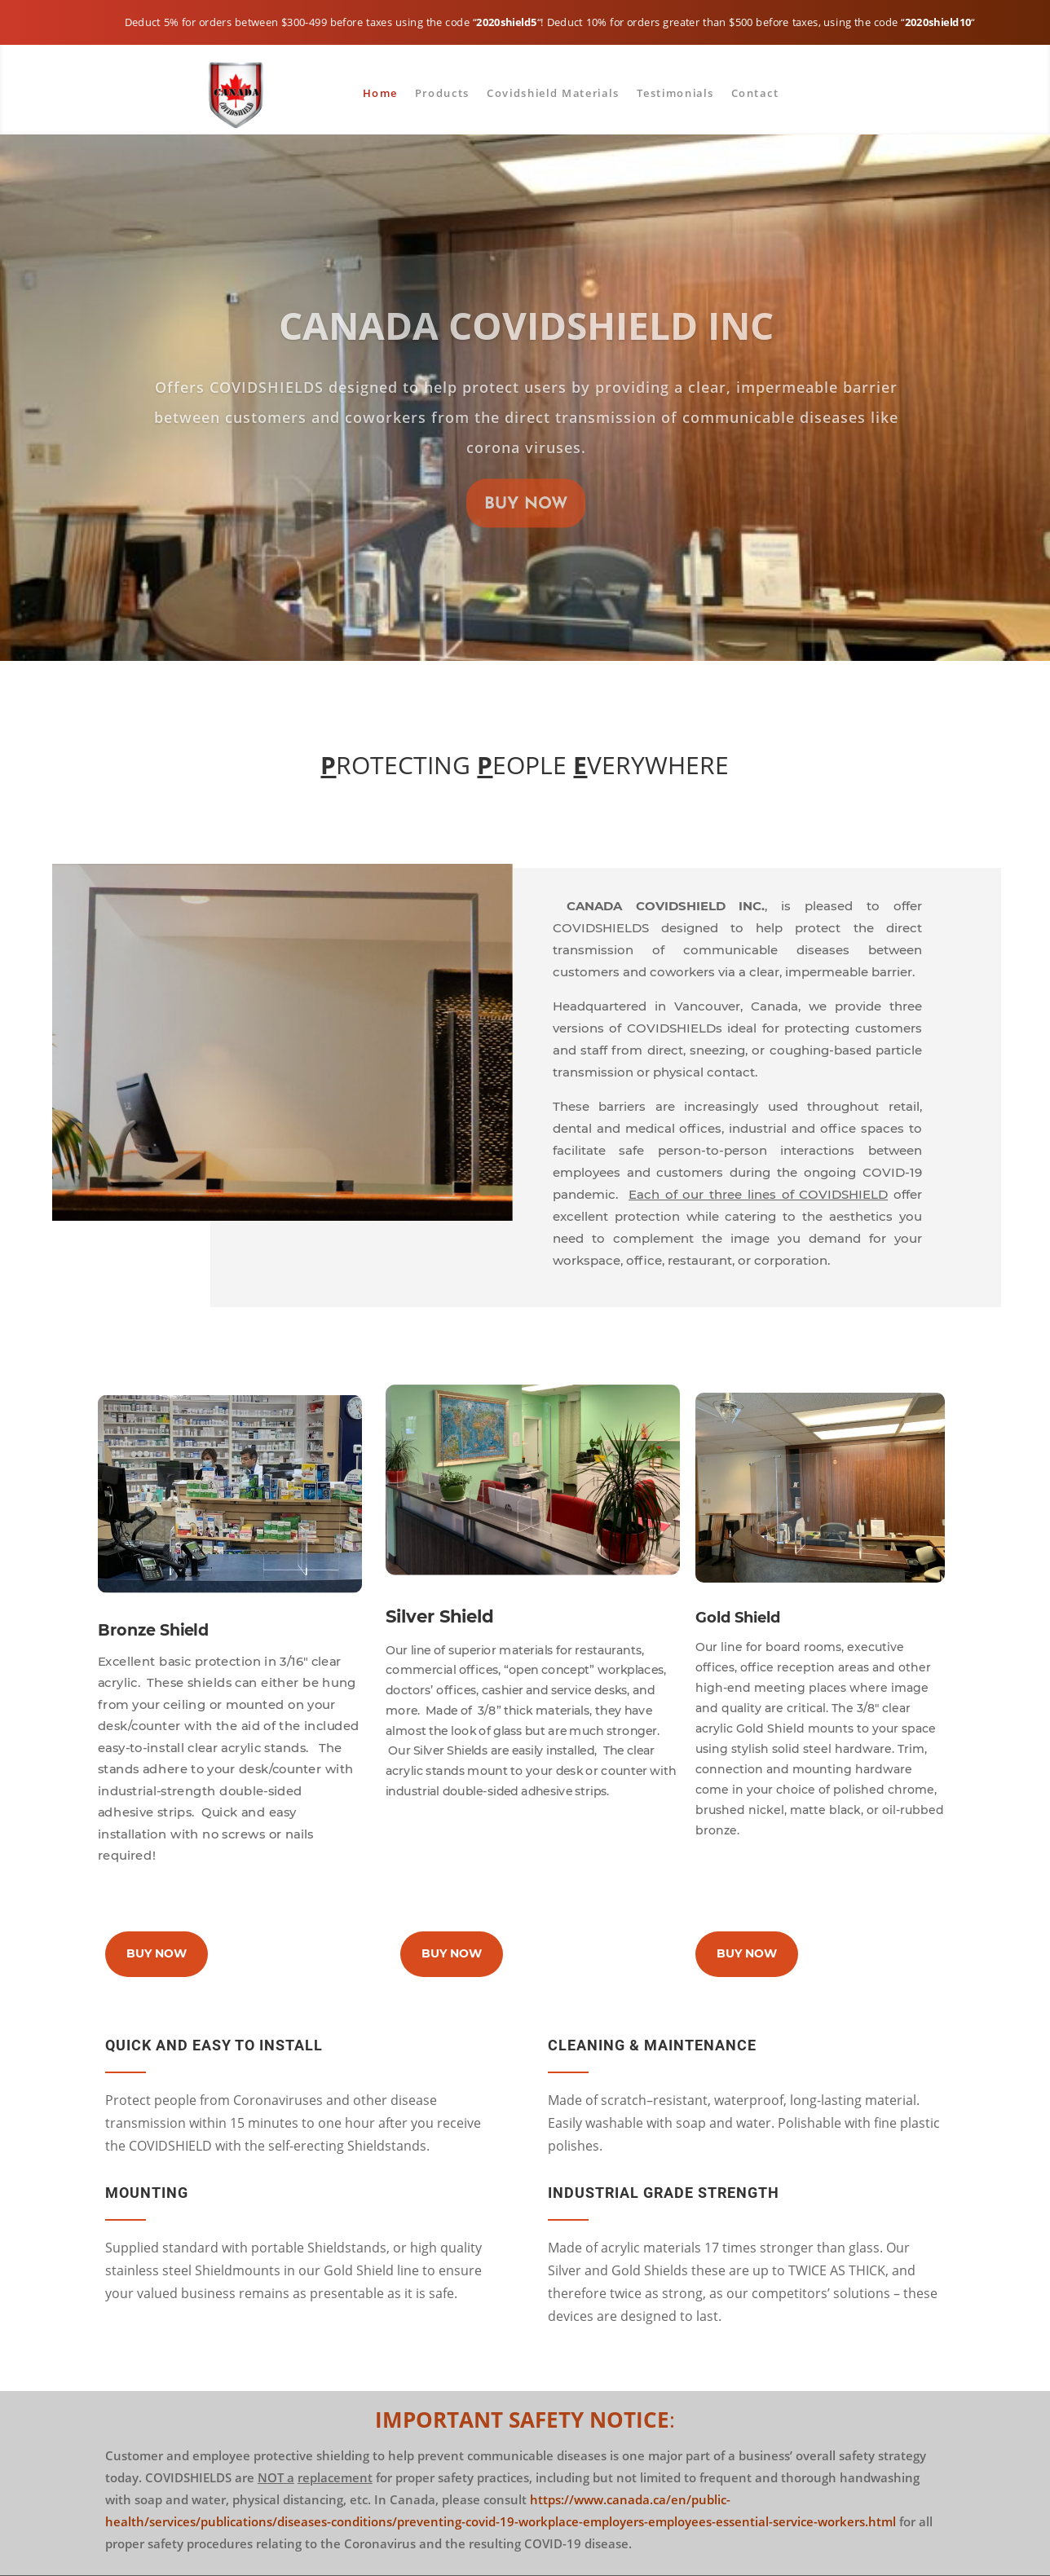 Deduct 5% for orders between $300-499 before taxes using the code “2020shield5“! Deduct 10% for orders greater than $500 before taxes, using the code “2020shield10“
CANADA
COVIDSHIELD
Home Products Covidshield Materials Testimonials Contact
CANADA COVIDSHIELD INC
Offers COVIDSHIELDS designed to help protect users by providing a clear, impermeable barrier
between customers and coworkers from the direct transmission of communicable diseases like
corona viruses.
BUY NOW
PROTECTING PEOPLE EVERYWHERE
CANADA COVIDSHIELD INC., is pleased to offer
COVIDSHIELDS designed to help protect the direct
transmission of communicable diseases between
customers and coworkers via a clear, impermeable barrier.
Headquartered in Vancouver, Canada, we provide three
versions of COVIDSHIELDs ideal for protecting customers
and staff from direct, sneezing, or coughing-based particle
transmission or physical contact.
These barriers are increasingly used throughout retail,
dental and medical offices, industrial and office spaces to
facilitate safe person-to-person interactions between
employees and customers during the ongoing COVID-19
pandemic. Each of our three lines of COVIDSHIELD offer
excellent protection while catering to the aesthetics you
need to complement the image you demand for your
workspace, office, restaurant, or corporation.
Bronze Shield
Excellent basic protection in 3/16" clear
acrylic. These shields can either be hung
from your ceiling or mounted on your
desk/counter with the aid of the included
easy-to-install clear acrylic stands. The
stands adhere to your desk/counter with
industrial-strength double-sided
adhesive strips. Quick and easy
installation with no screws or nails
required!
Silver Shield
Our line of superior materials for restaurants,
commercial offices, “open concept” workplaces,
doctors’ offices, cashier and service desks, and
more. Made of 3/8” thick materials, they have
almost the look of glass but are much stronger.
Our Silver Shields are easily installed, The clear
acrylic stands mount to your desk or counter with
industrial double-sided adhesive strips.
Gold Shield
Our line for board rooms, executive
offices, office reception areas and other
high-end meeting places where image
and quality are critical. The 3/8" clear
acrylic Gold Shield mounts to your space
using stylish solid steel hardware. Trim,
connection and mounting hardware
come in your choice of polished chrome,
brushed nickel, matte black, or oil-rubbed
bronze.
BUY NOW BUY NOW BUY NOW
QUICK AND EASY TO INSTALL
Protect people from Coronaviruses and other disease
transmission within 15 minutes to one hour after you receive
the COVIDSHIELD with the self-erecting Shieldstands.
CLEANING & MAINTENANCE
Made of scratch–resistant, waterproof, long-lasting material.
Easily washable with soap and water. Polishable with fine plastic
polishes.
MOUNTING
Supplied standard with portable Shieldstands, or high quality
stainless steel Shieldmounts in our Gold Shield line to ensure
your valued business remains as presentable as it is safe.
INDUSTRIAL GRADE STRENGTH
Made of acrylic materials 17 times stronger than glass. Our
Silver and Gold Shields these are up to TWICE AS THICK, and
therefore twice as strong, as our competitors’ solutions – these
devices are designed to last.
IMPORTANT SAFETY NOTICE:
Customer and employee protective shielding to help prevent communicable diseases is one major part of a business’ overall safety strategy
today. COVIDSHIELDS are NOT a replacement for proper safety practices, including but not limited to frequent and thorough handwashing
with soap and water, physical distancing, etc. In Canada, please consult https://www.canada.ca/en/public-
health/services/publications/diseases-conditions/preventing-covid-19-workplace-employers-employees-essential-service-workers.html for all
proper safety procedures relating to the Coronavirus and the resulting COVID-19 disease.